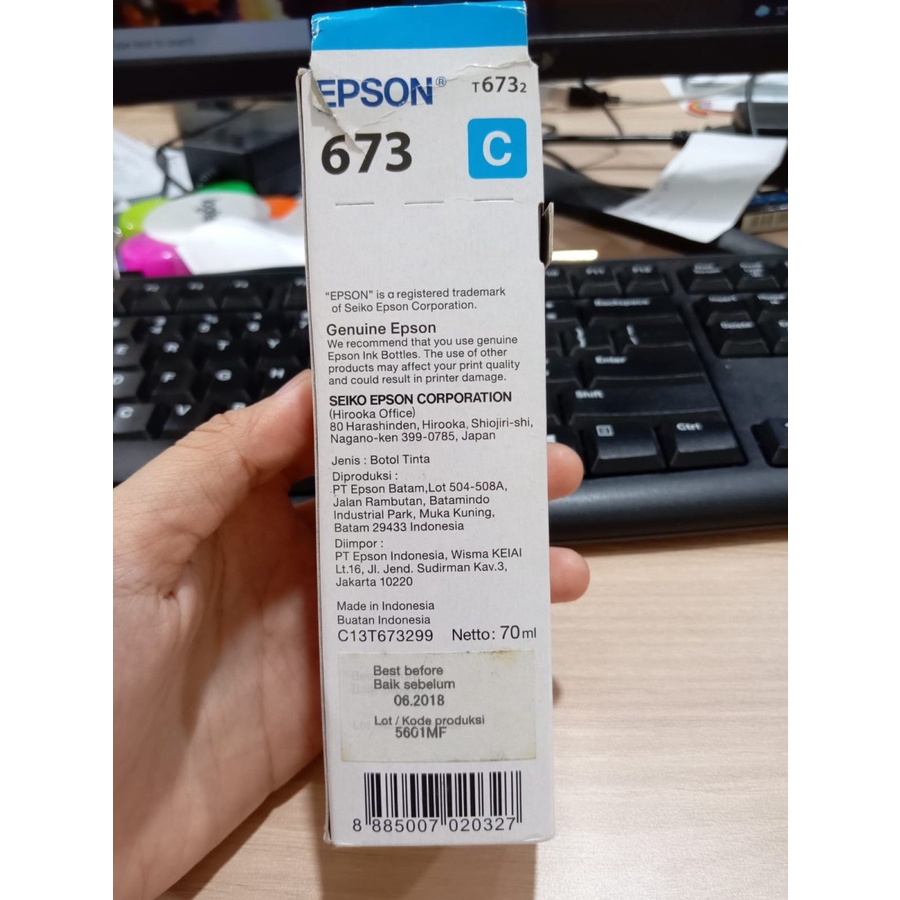 EPSON®
T6732
673
C
"EPSON" is a registered trademark
of Seiko Epson Corporation.
Genuine Epson
We recommend that you use genuine
Epson Ink Bottles. The use of other
products may affect your print quality
and could result in printer damage.
SEIKO EPSON CORPORATION
(Hirooka Office)
80 Harashinden, Hirooka, Shiojiri-shi,
Nagano-ken 399-0785, Japan
Jenis : Botol Tinta
Diproduksi :
PT Epson Batam,Lot 504-508A,
Jalan Rambutan, Batamindo
Industrial Park, Muka Kuning,
Batam 29433 Indonesia
Diimpor :
PT Epson Indonesia, Wisma KEIAI
Lt.16, Jl. Jend. Sudirman Kav.3,
Jakarta 10220
Made in Indonesia
Buatan Indonesia
C13T673299 Netto: 70ml
Best before
Baik sebelum
06.2018
Lot / Kode produksi
5601MF
8 885007 020327
Backspace
Enter
Shift
Ctrl